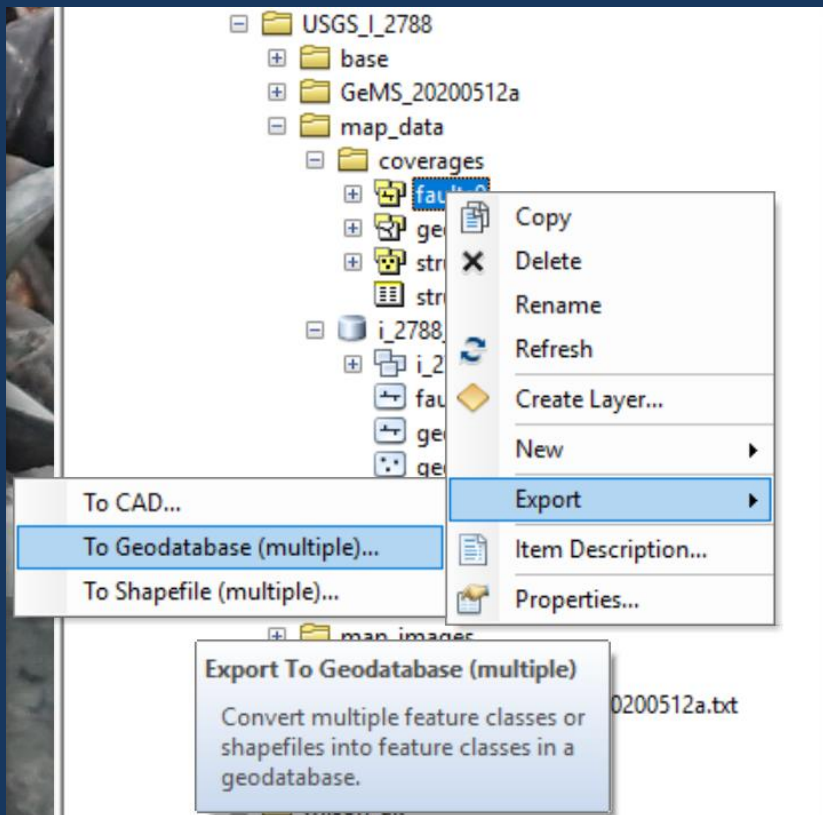 USGS_I_2788
base
GeMS_20200512a
map_data
coverages
Copy
Delete
Rename
Refresh
i_2788_
Create Layer...
New
Export
To CAD...
To Geodatabase (multiple)...
Item Description...
To Shapefile (multiple)...
Properties...
map_images
Export To Geodatabase (multiple)
0200512a.txt
Convert multiple feature classes or
shapefiles into feature classes in a
geodatabase.